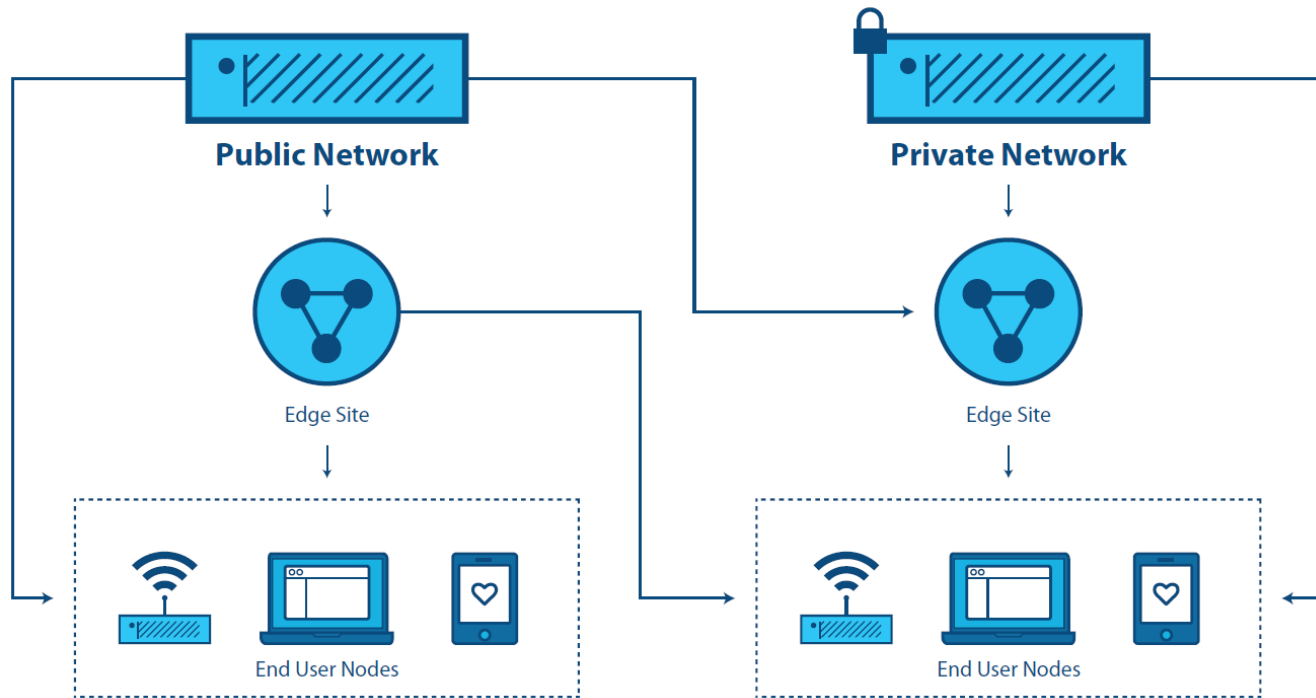 Public Network
Private Network
Edge Site
Edge Site
End User Nodes
End User Nodes